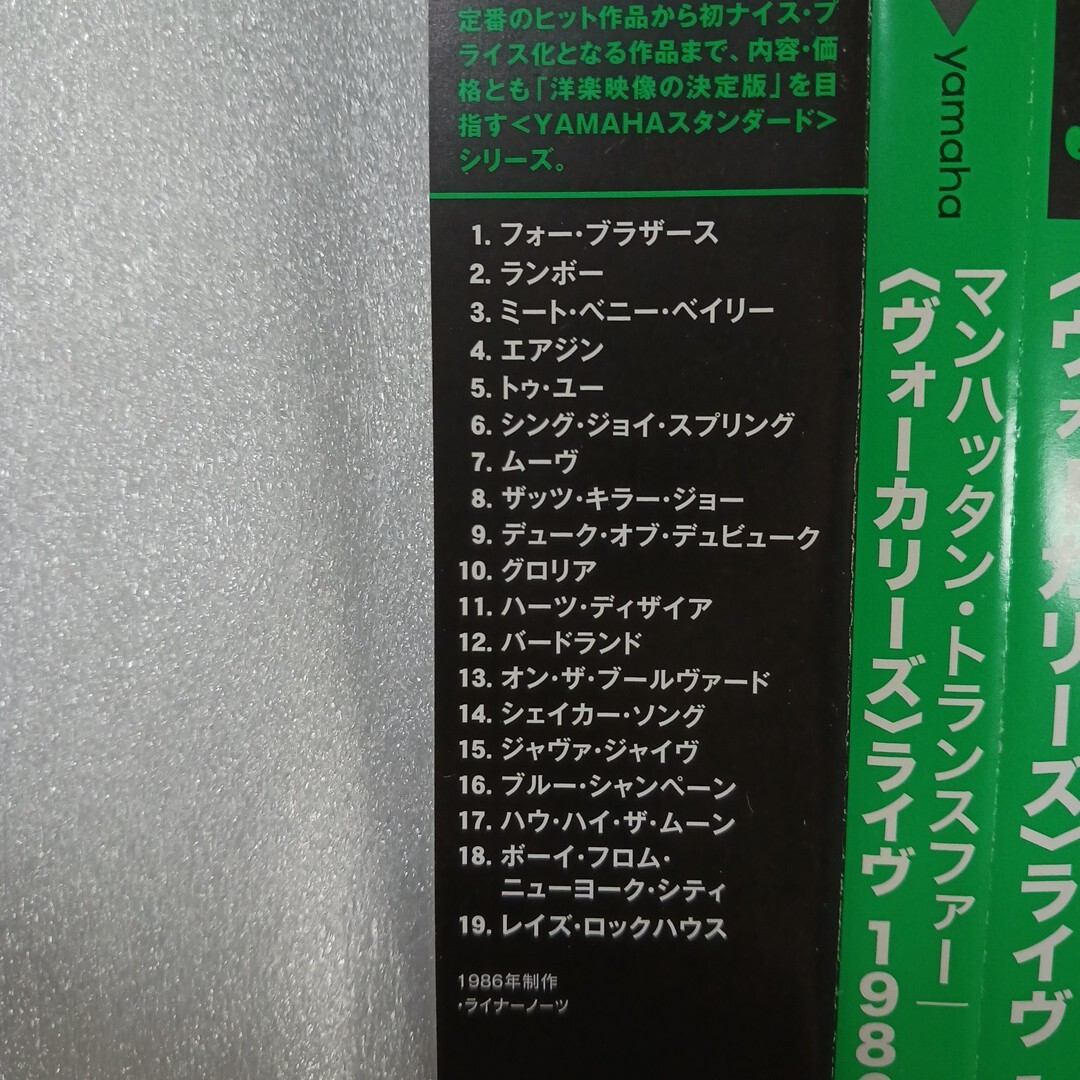 定番のヒット作品から初ナイス・プ
ライス化となる作品まで、内容・価
格とも「洋楽映像の決定版」を目
指す<YAMAHAスタンダード>
シリーズ。
1. フォー・ブラザース
2. ランボー
3. ミート・ベニー・ベイリー
4. エアジン
5. トゥ・ユー
6. シング・ジョイ・スプリング
7. ムーヴ
8. ザッツ・キラー・ジョー
9. デューク・オブ・デュビューク
10. グロリア
11. ハーツ・ディザイア
12. バードランド
13. オン・ザ・ブールヴァード
14. シェイカー・ソング
15. ジャヴァ・ジャイヴ
16. ブルー・シャンペーン
17. ハウ・ハイ・ザ・ムーン
18. ボーイ・フロム・
ニューヨーク・シティ
19. レイズ・ロックハウス
1986年制作
・ライナーノーツ
yamaha
マンハッタン・トランスファー
〈ヴォーカリーズ〉ライヴ 198
リーズ〉ライヴ